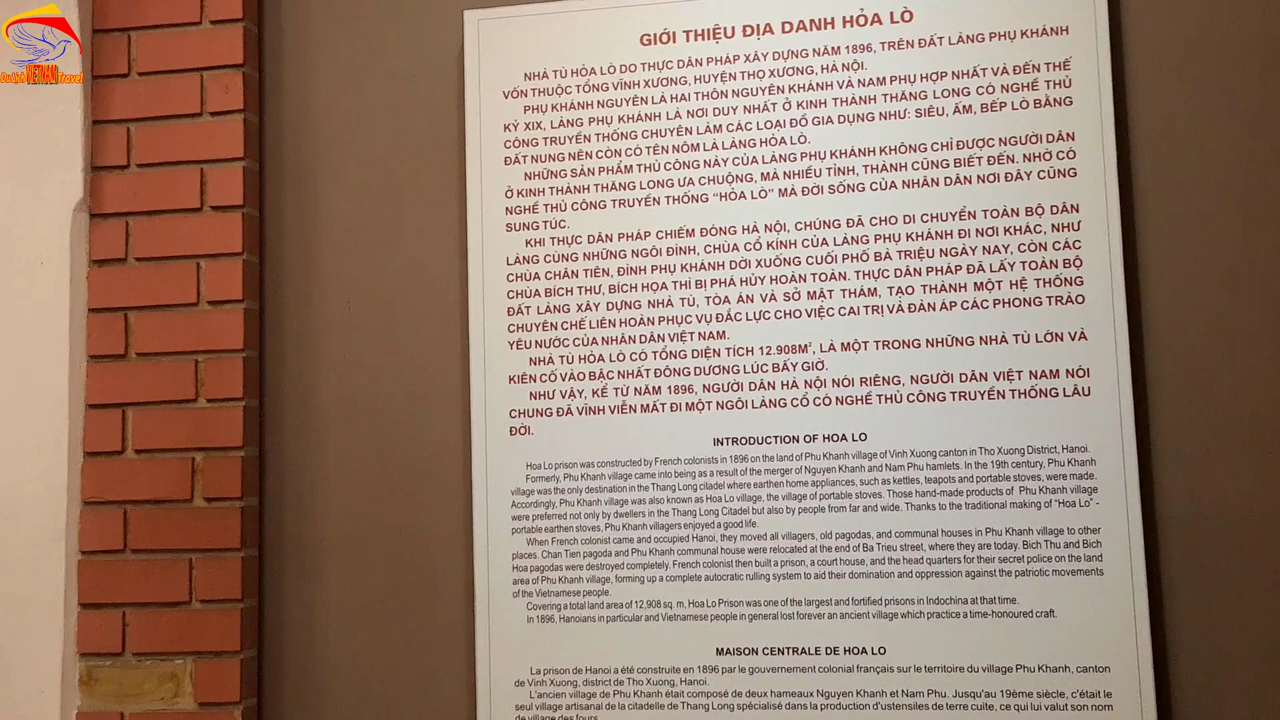 Du Lịch VIETNAM Travel
GIỚI THIỆU ĐỊA DANH HỎA LÒ
NHÀ TÙ HỎA LÒ DO THỰC DÂN PHÁP XÂY DỰNG NĂM 1896, TRÊN ĐẤT LÀNG PHỤ KHÁNH
VỐN THUỘC TỔNG VĨNH XƯƠNG, HUYỆN THỌ XƯƠNG, HÀ NỘI.
PHỤ KHÁNH NGUYÊN LÀ HAI THÔN NGUYÊN KHÁNH VÀ NAM PHỤ HỢP NHẤT VÀ ĐẾN THẾ
KỶ XIX, LÀNG PHỤ KHÁNH LÀ NƠI DUY NHẤT Ở KINH THÀNH THĂNG LONG CÓ NGHỀ THỦ
CÔNG TRUYỀN THỐNG CHUYÊN LÀM CÁC LOẠI ĐỒ GIA DỤNG NHƯ: SIÊU, ẤM, BẾP LÒ BẰNG
ĐẤT NUNG NÊN CÒN CÓ TÊN NÔM LÀ LÀNG HỎA LÒ.
NHỮNG SẢN PHẨM THỦ CÔNG NÀY CỦA LÀNG PHỤ KHÁNH KHÔNG CHỈ ĐƯỢC NGƯỜI DÂN
Ở KINH THÀNH THĂNG LONG ƯA CHUỘNG, MÀ NHIỀU TỈNH, THÀNH CŨNG BIẾT ĐẾN. NHỜ CÓ
NGHỀ THỦ CÔNG TRUYỀN THỐNG “HỎA LÒ” MÀ ĐỜI SỐNG CỦA NHÂN DÂN NƠI ĐÂY CŨNG
SUNG TÚC.
KHI THỰC DÂN PHÁP CHIẾM ĐÓNG HÀ NỘI, CHÚNG ĐÃ CHO DI CHUYỂN TOÀN BỘ DÂN
LÀNG CÙNG NHỮNG NGÔI ĐÌNH, CHÙA CỔ KÍNH CỦA LÀNG PHỤ KHÁNH ĐI NƠI KHÁC, NHƯ
CHÙA CHÂN TIÊN, ĐÌNH PHỤ KHÁNH DỜI XUỐNG CUỐI PHỐ BÀ TRIỆU NGÀY NAY, CÒN CÁC
CHÙA BÍCH THƯ, BÍCH HỌA THÌ BỊ PHÁ HỦY HOÀN TOÀN. THỰC DÂN PHÁP ĐÃ LẤY TOÀN BỘ
ĐẤT LÀNG XÂY DỰNG NHÀ TÙ, TÒA ÁN VÀ SỞ MẬT THÁM, TẠO THÀNH MỘT HỆ THỐNG
CHUYÊN CHẾ LIÊN HOÀN PHỤC VỤ ĐẮC LỰC CHO VIỆC CAI TRỊ VÀ ĐÀN ÁP CÁC PHONG TRÀO
YÊU NƯỚC CỦA NHÂN DÂN VIỆT NAM.
NHÀ TÙ HỎA LÒ CÓ TỔNG DIỆN TÍCH 12.908M², LÀ MỘT TRONG NHỮNG NHÀ TÙ LỚN VÀ
KIÊN CỐ VÀO BẬC NHẤT ĐÔNG DƯƠNG LÚC BẤY GIỜ.
NHƯ VẬY, KỂ TỪ NĂM 1896, NGƯỜI DÂN HÀ NỘI NÓI RIÊNG, NGƯỜI DÂN VIỆT NAM NÓI
CHUNG ĐÃ VĨNH VIỄN MẤT ĐI MỘT NGÔI LÀNG CỔ CÓ NGHỀ THỦ CÔNG TRUYỀN THỐNG LÂU
ĐỜI.
INTRODUCTION OF HOA LO
Hoa Lo prison was constructed by French colonists in 1896 on the land of Phu Khanh village of Vinh Xuong canton in Tho Xuong District, Hanoi.
Formerly, Phu Khanh village came into being as a result of the merger of Nguyen Khanh and Nam Phu hamlets. In the 19th century, Phu Khanh
village was the only destination in the Thang Long citadel where earthen home appliances, such as kettles, teapots and portable stoves, were made.
Accordingly, Phu Khanh village was also known as Hoa Lo village, the village of portable stoves. Those hand-made products of Phu Khanh village
were preferred not only by dwellers in the Thang Long Citadel but also by people from far and wide. Thanks to the traditional making of “Hoa Lo” -
portable earthen stoves, Phu Khanh villagers enjoyed a good life.
When French colonist came and occupied Hanoi, they moved all villagers, old pagodas, and communal houses in Phu Khanh village to other
places. Chan Tien pagoda and Phu Khanh communal house were relocated at the end of Ba Trieu street, where they are today. Bich Thu and Bich
Hoa pagodas were destroyed completely. French colonist then built a prison, a court house, and the head quarters for their secret police on the land
area of Phu Khanh village, forming up a complete autocratic rulling system to aid their domination and oppression against the patriotic movements
of the Vietnamese people.
Covering a total land area of 12,908 sq. m, Hoa Lo Prison was one of the largest and fortified prisons in Indochina at that time.
In 1896, Hanoians in particular and Vietnamese people in general lost forever an ancient village which practice a time-honoured craft.
MAISON CENTRALE DE HOA LO
La prison de Hanoi a été construite en 1896 par le gouvernement colonial français sur le territoire du village Phu Khanh, canton
de Vinh Xuong, district de Tho Xuong, Hanoi.
L'ancien village de Phu Khanh était composé de deux hameaux Nguyen Khanh et Nam Phu. Jusqu'au 19ème siècle, c'était le
seul village artisanal de la citadelle de Thang Long spécialisé dans la production d'ustensiles de terre cuite, ce qui lui valut son nom
de village des fours.